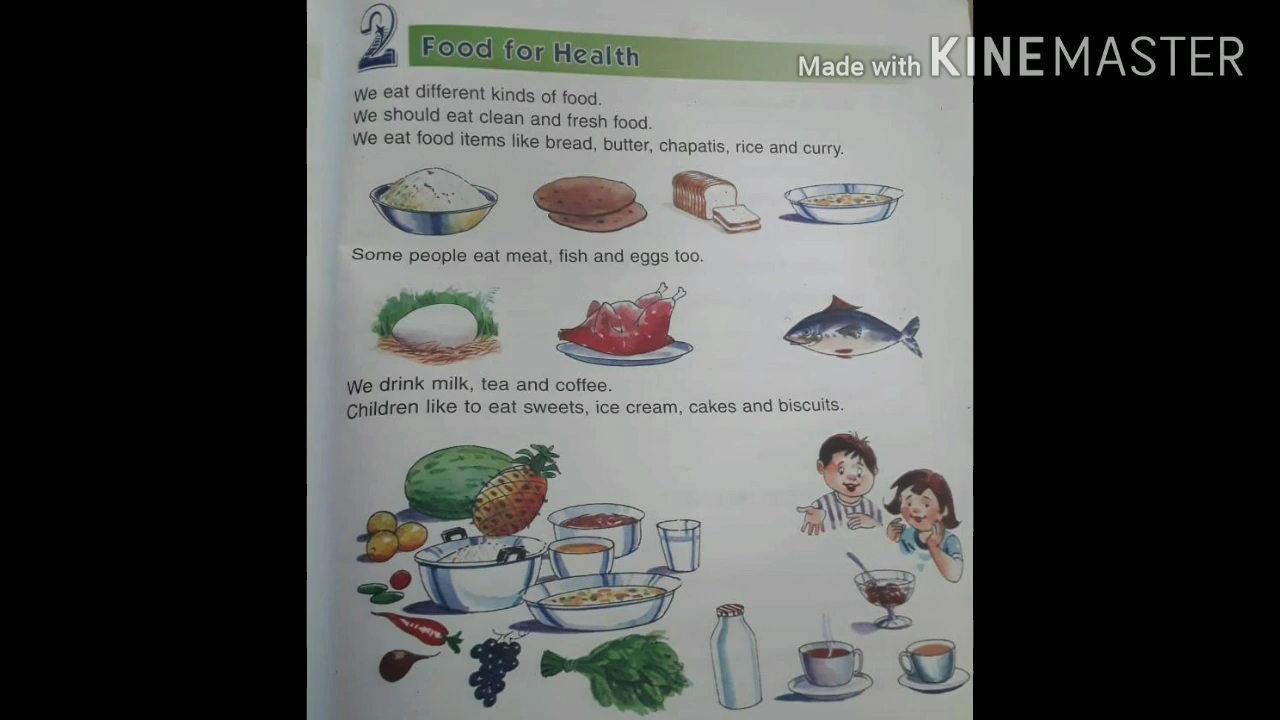 2
Food for Health
Made with KINEMASTER
We eat different kinds of food.
We should eat clean and fresh food.
We eat food items like bread, butter, chapatis, rice and curry.
Some people eat meat, fish and eggs too.
We drink milk, tea and coffee.
Children like to eat sweets, ice cream, cakes and biscuits.